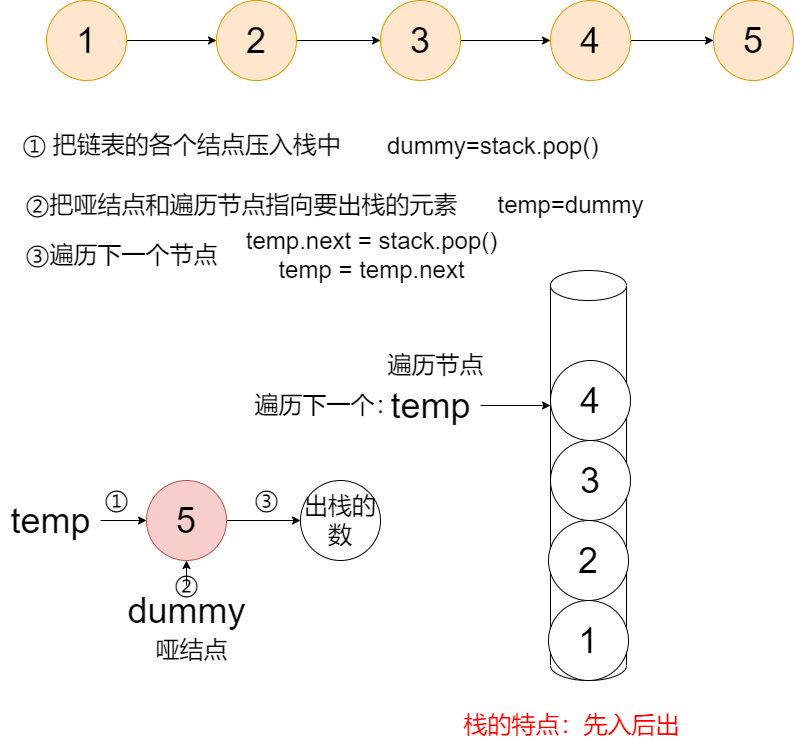 1 2 3 4 5
① 把链表的各个结点压入栈中 dummy=stack.pop()
②把哑结点和遍历节点指向要出栈的元素 temp=dummy
③遍历下一个节点
temp.next = stack.pop()
temp = temp.next
遍历节点
遍历下一个：temp
4
3
2
1
temp ① 5 ③
出栈的
数
②
dummy
哑结点
栈的特点：先入后出